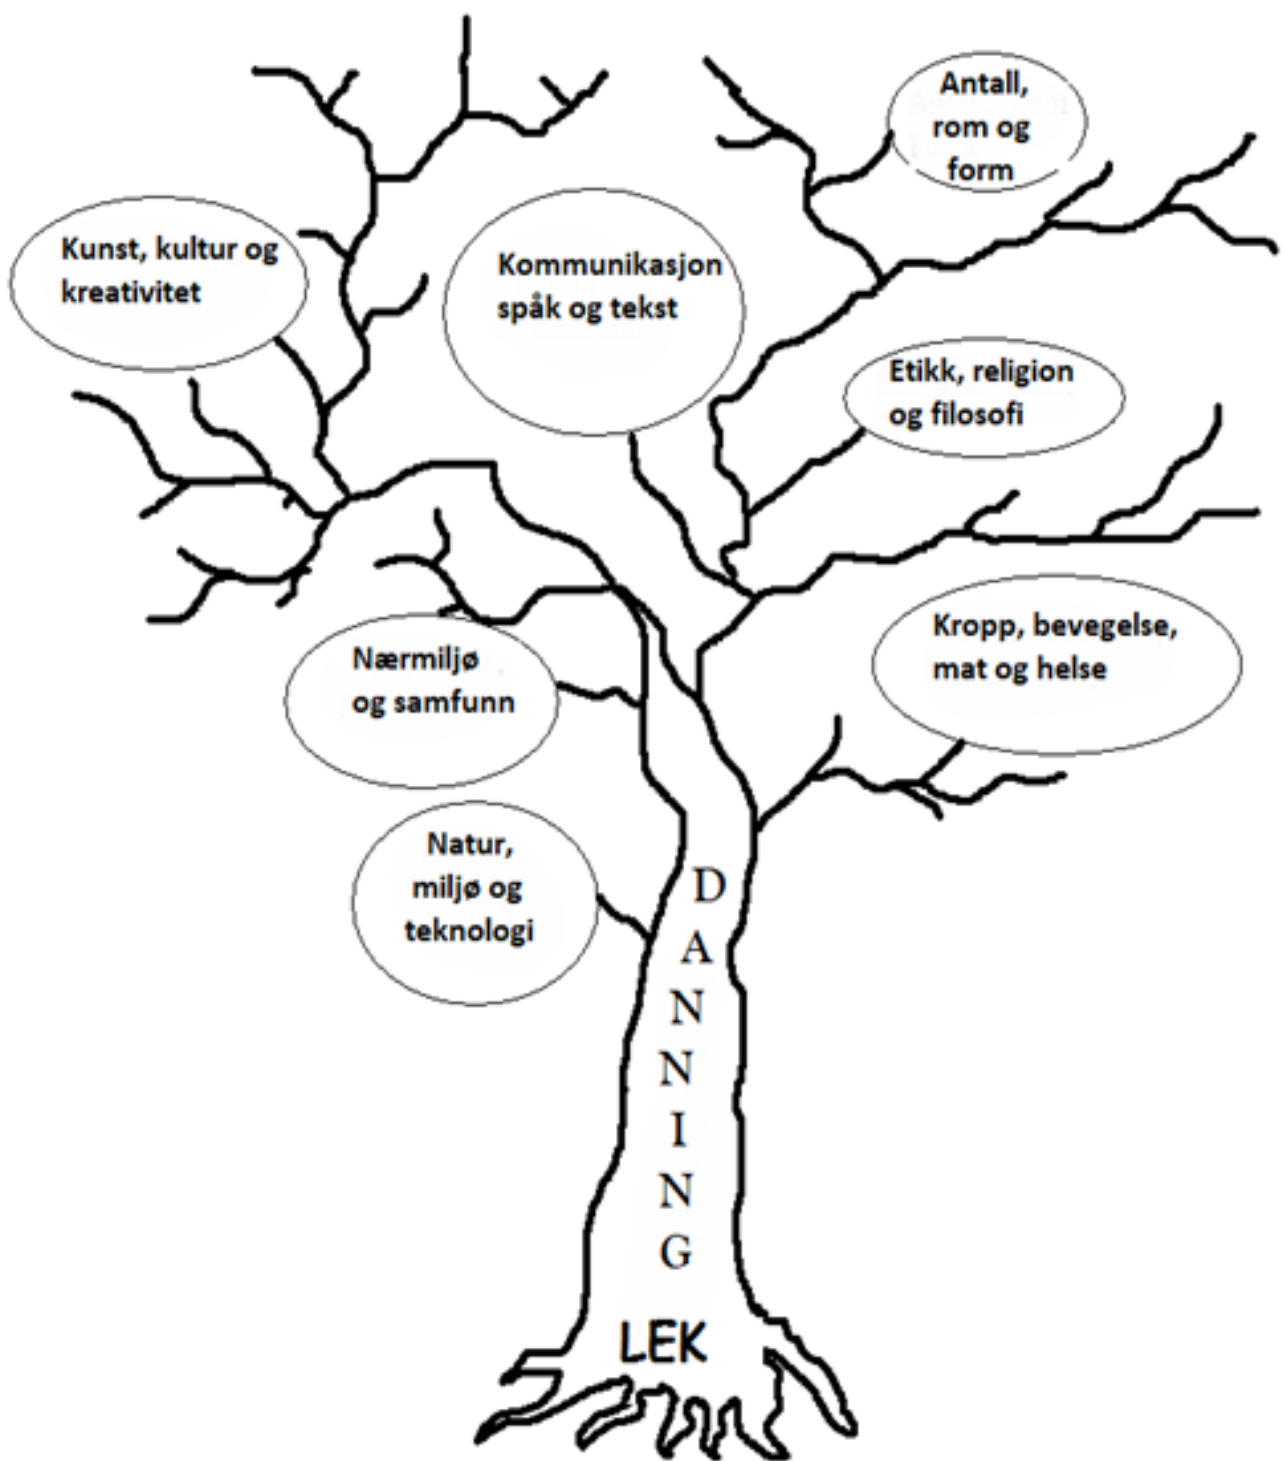 Antall,
rom og
form
Kunst, kultur og
kreativitet
Kommunikasjon
spåk og tekst
Etikk, religion
og filosofi
Nærmiljø
og samfunn
Kropp, bevegelse,
mat og helse
Natur,
miljø og
teknologi
D
A
N
N
I
N
G
LEK